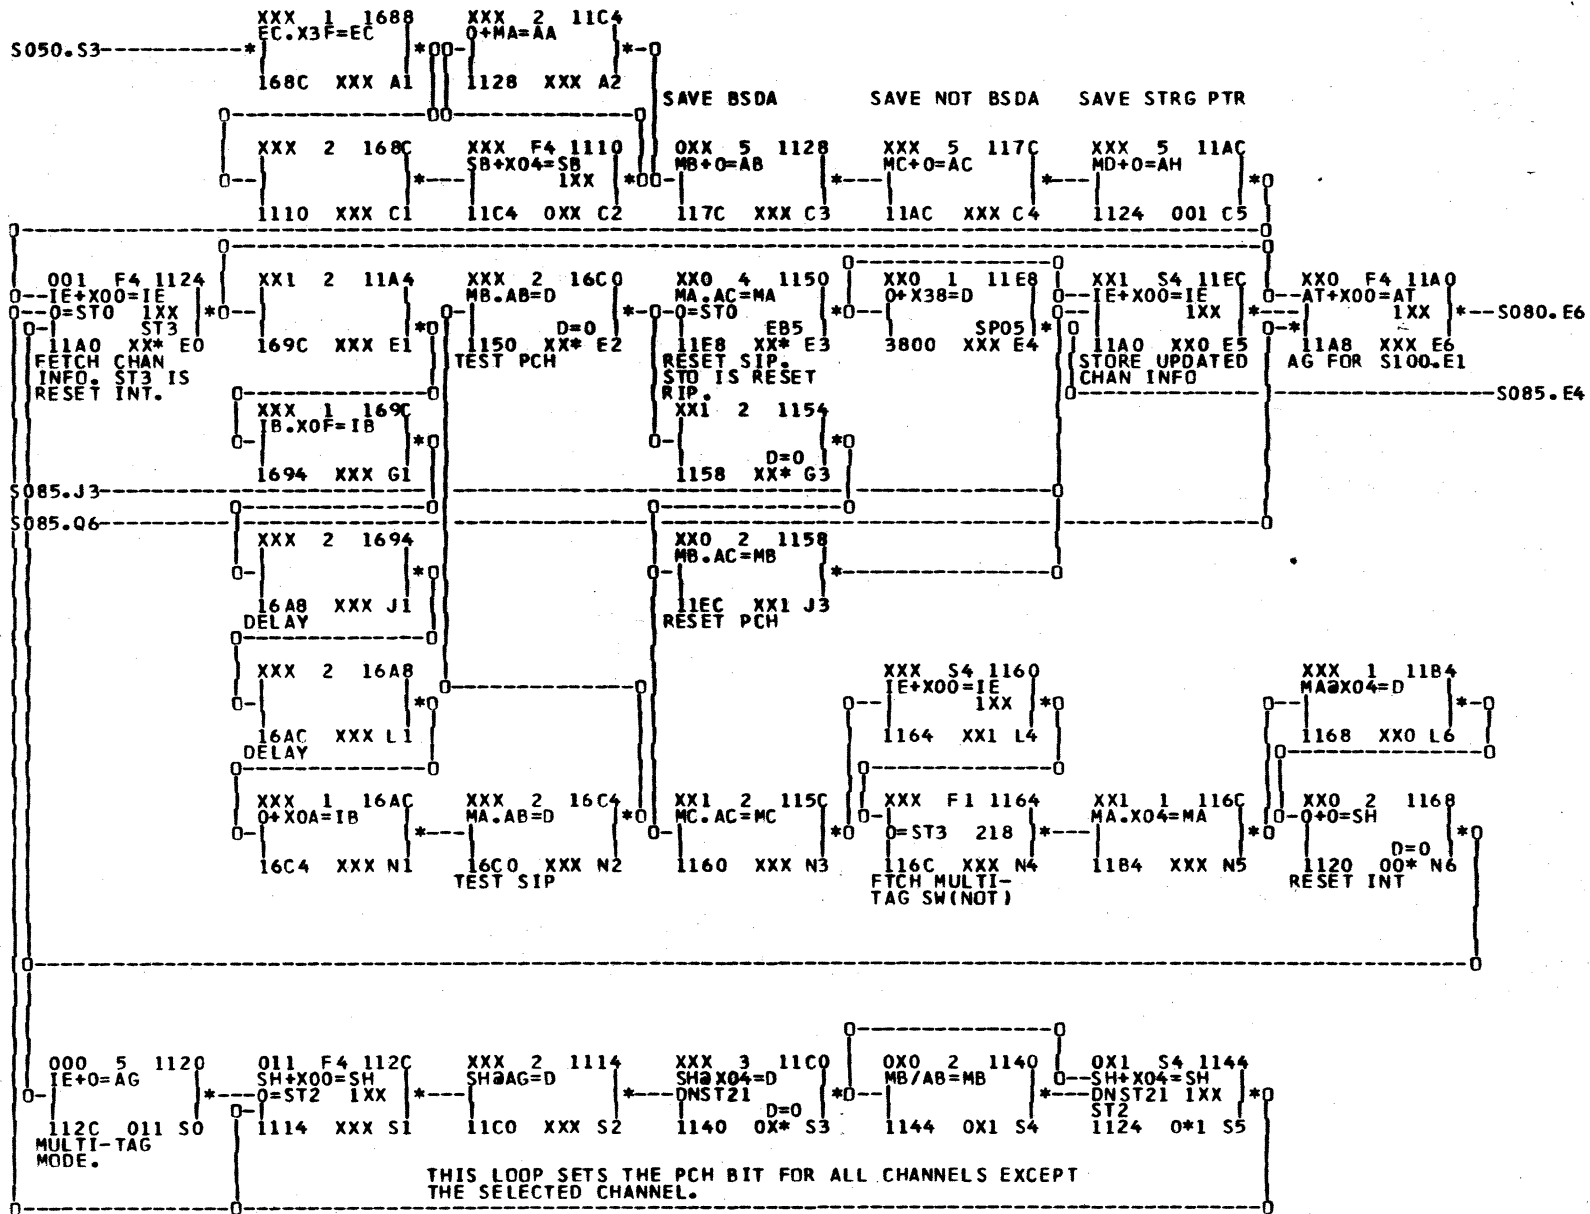 XXX 1 1688 XXX 2 11C4
EC.X3F=EC 0+MA=AA
S050.S3 * *
168C XXX A1 1128 XXX A2
SAVE BSDA SAVE NOT BSDA SAVE STRG PTR
XXX 2 168C XXX F4 1110 0XX 5 1128 XXX 5 117C XXX 5 11AC
SB+X04=SB MB+0=AB MC+0=AC MD+0=AH
1XX
1110 XXX C1 11C4 0XX C2 117C XXX C3 11AC XXX C4 1124 001 C5
001 F4 1124 XX1 2 11A4 XXX 2 16C0 XX0 4 1150 XX0 1 11E8 XX1 S4 11EC XX0 F4 11A0
IE+X00=IE MB.AB=D MA.AC=MA 0+X38=D IE+X00=IE AT+X00=AT
0=ST0 1XX 0=ST0 1XX 1XX S080.E6
ST3 D=0 EB5 SP05
11A0 XX* E0 169C XXX E1 1150 XX* E2 11E8 XX* E3 3800 XXX E4 11A0 XX0 E5 11A8 XXX E6
FETCH CHAN TEST PCH RESET SIP. STORE UPDATED AG FOR S100.E1
INFO. ST3 IS STO IS RESET CHAN INFO
RESET INT. RIP. S085.E4
XXX 1 169C XX1 2 1154
IB.X0F=IB
D=0
1694 XXX G1 1158 XX* G3
S085.J3
S085.Q6
XXX 2 1694 XX0 2 1158
MB.AC=MB
16A8 XXX J1 11EC XX1 J3
DELAY RESET PCH
XXX 2 16A8 XXX S4 1160 XXX 1 11B4
IE+X00=IE MA@X04=D
1XX
16AC XXX L1 1164 XX1 L4 1168 XX0 L6
DELAY
XXX 1 16AC XXX 2 16C4 XX1 2 115C XXX F1 1164 XX1 1 116C XX0 2 1168
0+X0A=IB MA.AB=D MC.AC=MC MA.X04=MA 0+0=SH
0=ST3 218
D=0
16C4 XXX N1 16C0 XXX N2 1160 XXX N3 116C XXX N4 11B4 XXX N5 1120 00* N6
TEST SIP FTCH MULTI- RESET INT
TAG SW(NOT)
000 5 1120 011 F4 112C XXX 2 1114 XXX 3 11C0 0X0 2 1140 0X1 S4 1144
IE+0=AG SH+X00=SH SH@AG=D SH@X04=D MB/AB=MB SH+X04=SH
0=ST2 1XX DNST21 DNST21 1XX
D=0 ST2
112C 011 S0 1114 XXX S1 11C0 XXX S2 1140 0X* S3 1144 0X1 S4 1124 0*1 S5
MULTI-TAG
MODE.
THIS LOOP SETS THE PCH BIT FOR ALL CHANNELS EXCEPT
THE SELECTED CHANNEL.